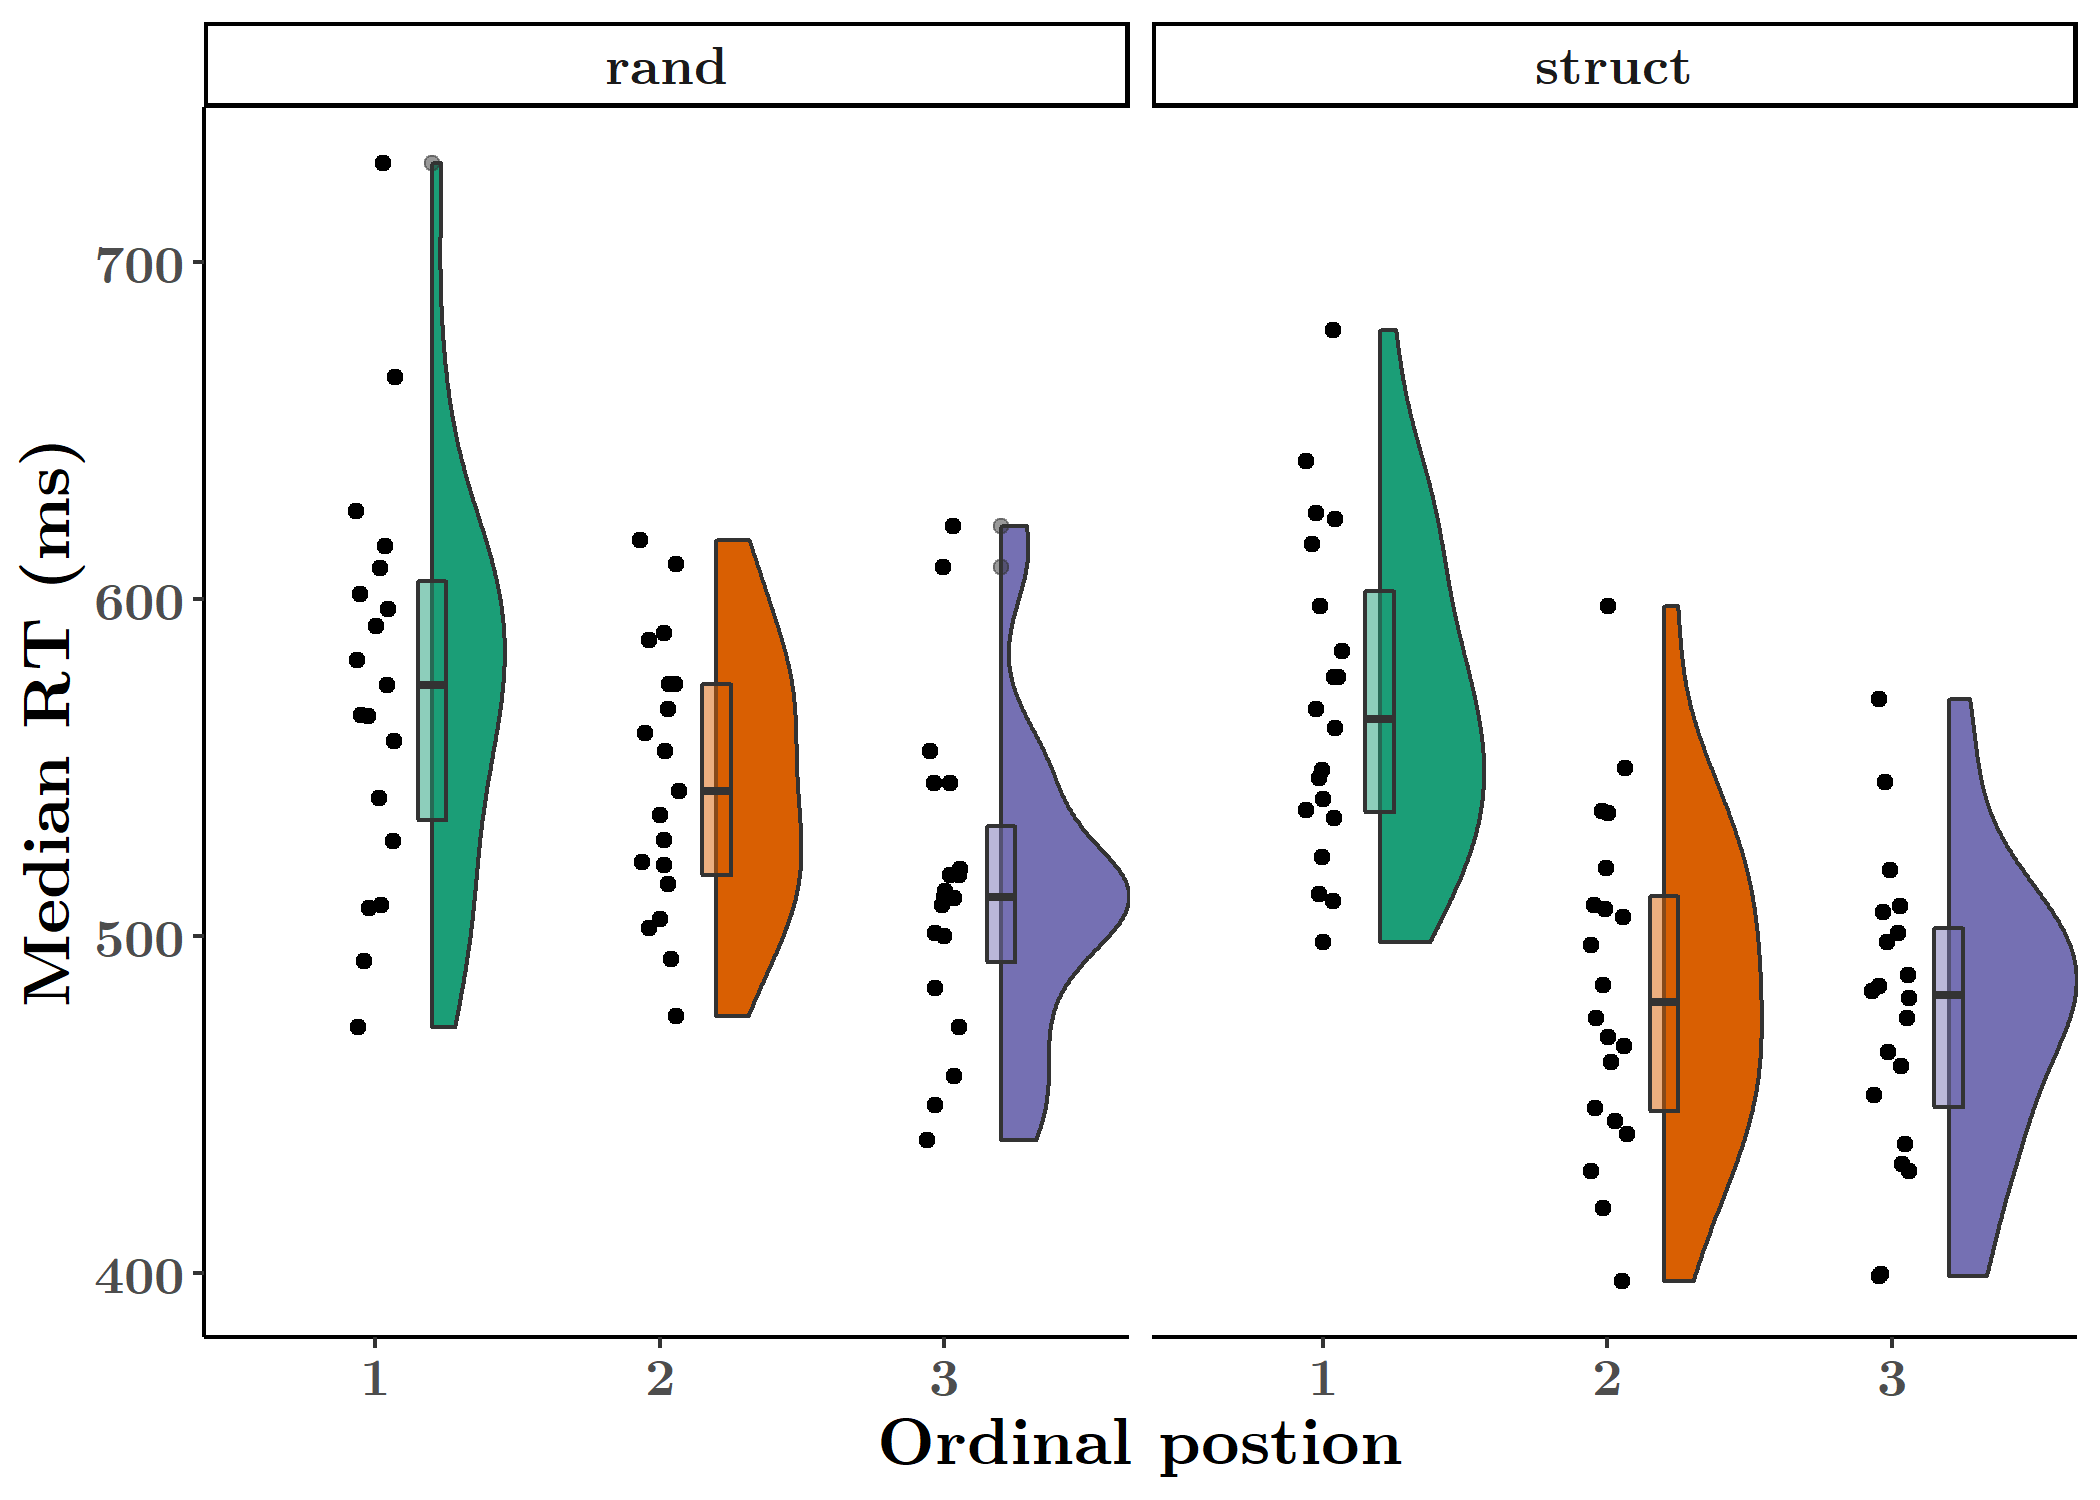 rand
struct
700
600
500
400
Median RT (ms)
1 2 3
1 2 3
Ordinal postion